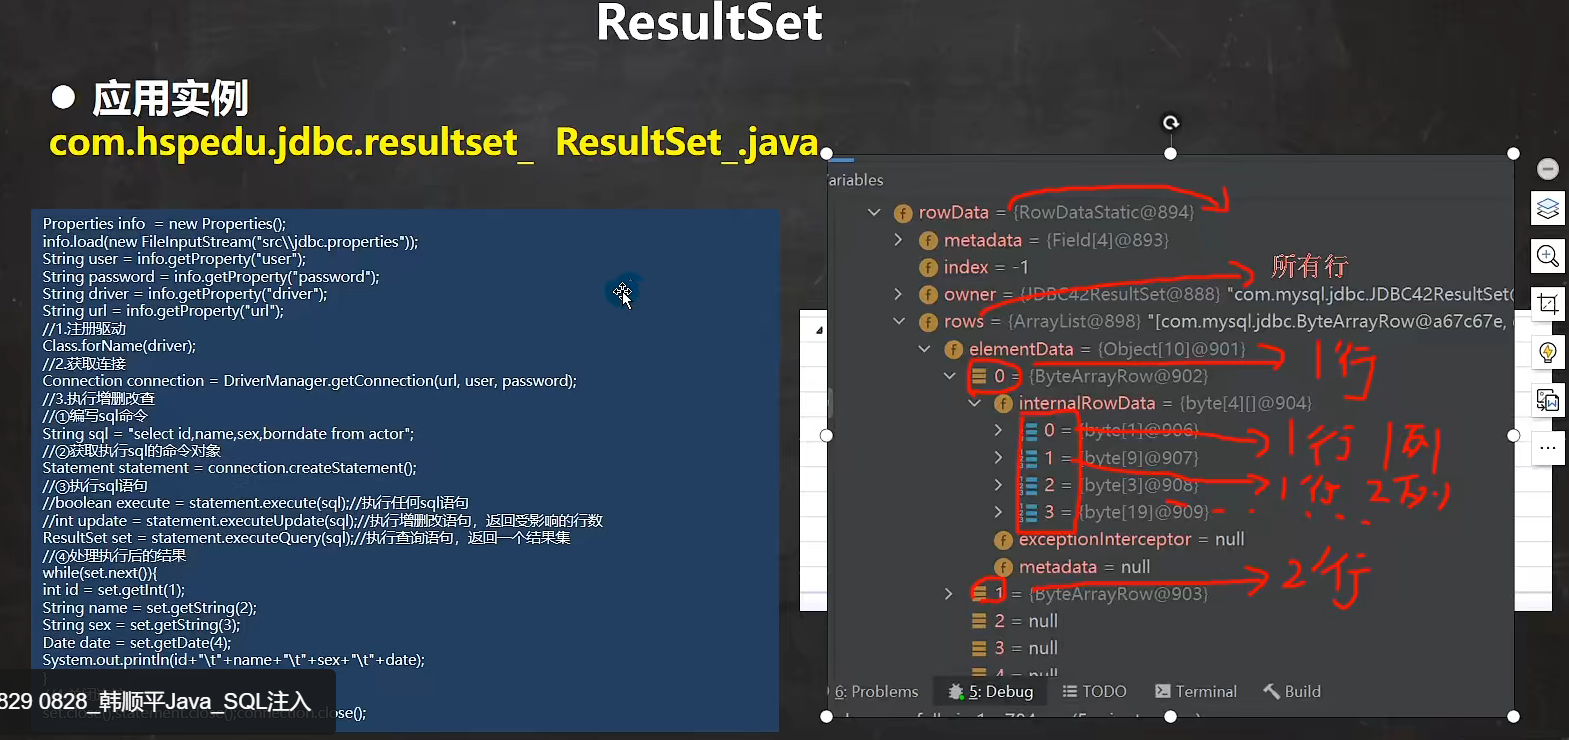 ResultSet
● 应用实例
com.hspedu.jdbc.resultset_ ResultSet_.java
Properties info = new Properties();
info.load(new FileInputStream("src\\jdbc.properties"));
String user = info.getProperty("user");
String password = info.getProperty("password");
String driver = info.getProperty("driver");
String url = info.getProperty("url");
//1.注册驱动
Class.forName(driver);
//2.获取连接
Connection connection = DriverManager.getConnection(url, user, password);
//3.执行增删改查
//①编写sql命令
String sql = "select id,name,sex,borndate from actor";
//②获取执行sql的命令对象
Statement statement = connection.createStatement();
//③执行sql语句
//boolean execute = statement.execute(sql);//执行任何sql语句
//int update = statement.executeUpdate(sql);//执行增删改语句，返回受影响的行数
ResultSet set = statement.executeQuery(sql);//执行查询语句，返回一个结果集
//④处理执行后的结果
while(set.next()){
int id = set.getInt(1);
String name = set.getString(2);
String sex = set.getString(3);
Date date = set.getDate(4);
System.out.println(id+"\t"+name+"\t"+sex+"\t"+date);
}
set.close();statement.close();connection.close();
829 0828_韩顺平Java_SQL注入
ariables
rowData = {RowDataStatic@894}
metadata = {Field[4]@893}
index = -1
所有行
owner = {JDBC42ResultSet@888} "com.mysql.jdbc.JDBC42ResultSet@
rows = {ArrayList@898} "[com.mysql.jdbc.ByteArrayRow@a67c67e,
elementData = {Object[10]@901}
1行
0 = {ByteArrayRow@902}
internalRowData = {byte[4][]@904}
0 = {byte[1]@906}
1行 1列
1 = {byte[9]@907}
2 = {byte[3]@908}
1行 2列
3 = {byte[19]@909}
exceptionInterceptor = null
metadata = null
2行
1 = {ByteArrayRow@903}
2 = null
3 = null
4 = null
6: Problems 5: Debug TODO Terminal Build